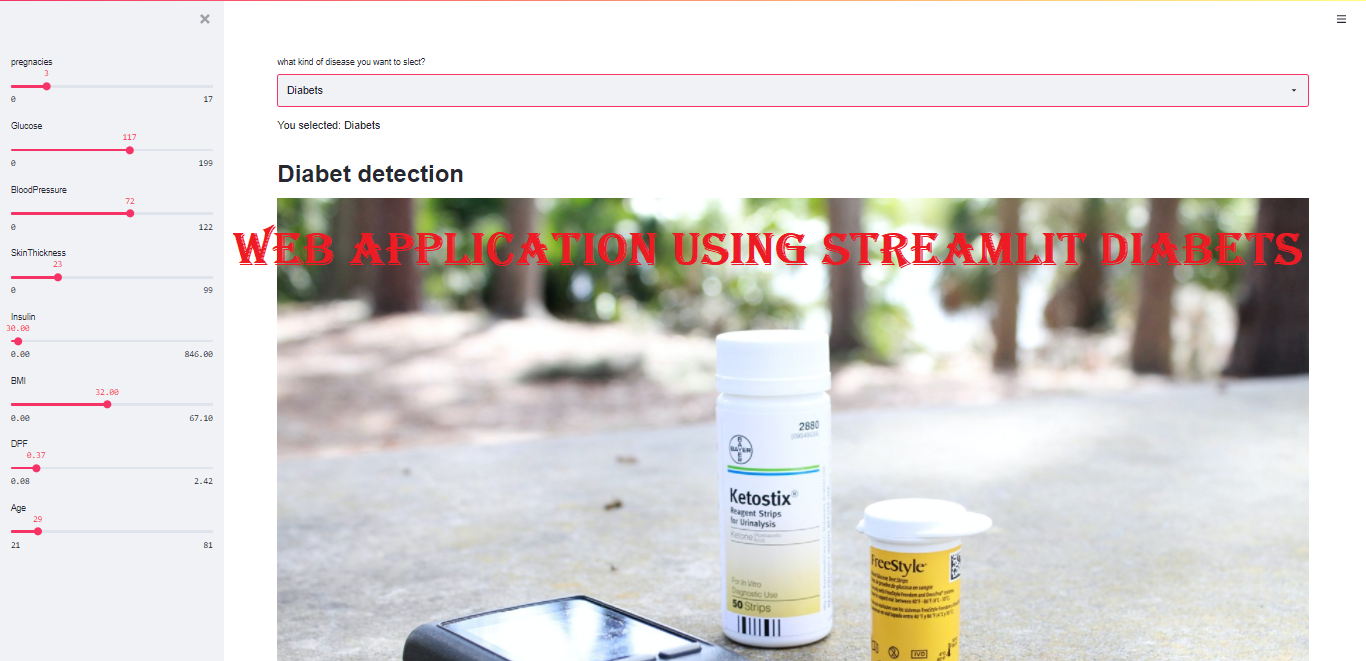 pregnacies
3
0 17
Glucose
117
0 199
BloodPressure
72
0 122
SkinThickness
23
0 99
Insulin
30.00
0.00 846.00
BMI
32.00
0.00 67.10
DPF
0.37
0.08 2.42
Age
29
21 81
what kind of disease you want to slect?
Diabets
You selected: Diabets
Diabet detection
WEB APPLICATION USING STREAMLIT DIABETS
2880
BAYER
BAYER
Ketostix®
Reagent Strips
for Urinalysis
Ketone
For In Vitro
Diagnostic Use
50 Strips
FreeStyle
IVD